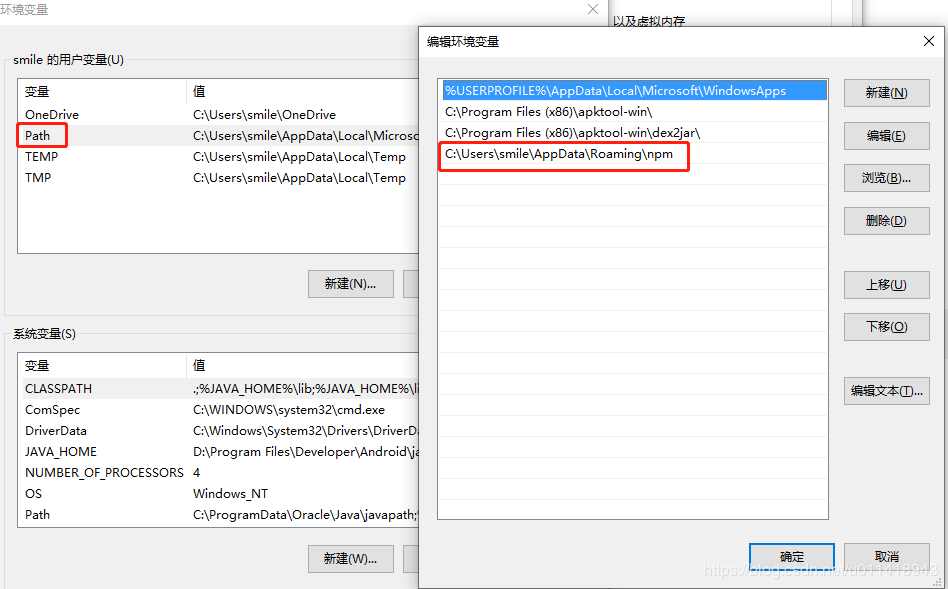 环境变量
以及虚拟内存
smile 的用户变量(U)
变量 值
OneDrive C:\Users\smile\OneDrive
Path C:\Users\smile\AppData\Local\Microsc
TEMP C:\Users\smile\AppData\Local\Temp
TMP C:\Users\smile\AppData\Local\Temp
新建(N)...
系统变量(S)
变量 值
CLASSPATH .;%JAVA_HOME%\lib;%JAVA_HOME%\li
ComSpec C:\WINDOWS\system32\cmd.exe
DriverData C:\Windows\System32\Drivers\DriverD
JAVA_HOME D:\Program Files\Developer\Android\ja
NUMBER_OF_PROCESSORS 4
OS Windows_NT
Path C:\ProgramData\Oracle\Java\javapath;
新建(W)...
编辑环境变量
%USERPROFILE%\AppData\Local\Microsoft\WindowsApps
C:\Program Files (x86)\apktool-win\
C:\Program Files (x86)\apktool-win\dex2jar\
C:\Users\smile\AppData\Roaming\npm
新建(N)
编辑(E)
浏览(B)...
删除(D)
上移(U)
下移(O)
编辑文本(T)...
确定
取消
https://blog.csdn.net/u011418943